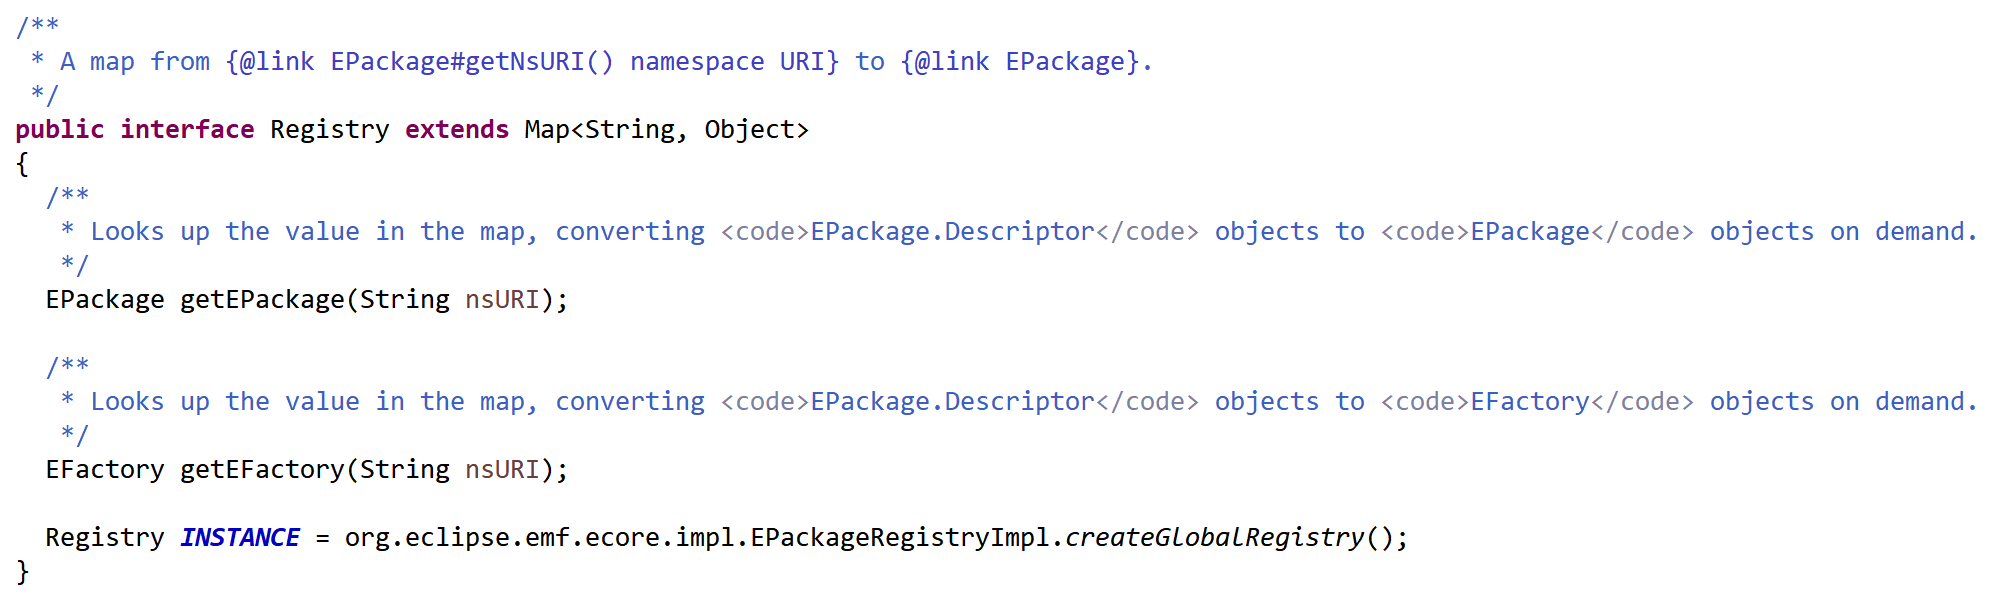 /**
 * A map from {@link EPackage#getNsURI() namespace URI} to {@link EPackage}.
 */
public interface Registry extends Map<String, Object>
{
  /**
   * Looks up the value in the map, converting <code>EPackage.Descriptor</code> objects to <code>EPackage</code> objects on demand.
   */
  EPackage getEPackage(String nsURI);

  /**
   * Looks up the value in the map, converting <code>EPackage.Descriptor</code> objects to <code>EFactory</code> objects on demand.
   */
  EFactory getEFactory(String nsURI);

  Registry INSTANCE = org.eclipse.emf.ecore.impl.EPackageRegistryImpl.createGlobalRegistry();
}